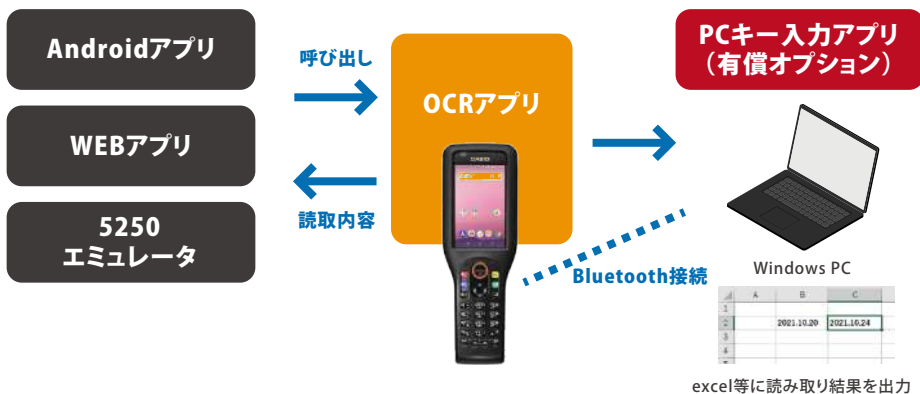 Androidアプリ
WEBアプリ
5250
エミュレータ
呼び出し
読取内容
OCRアプリ
CASIO
Bluetooth接続
PCキー入力アプリ
（有償オプション）
Windows PC
A B C
1
2 2021.10.20 2021.10.24
3
4
excel等に読み取り結果を出力